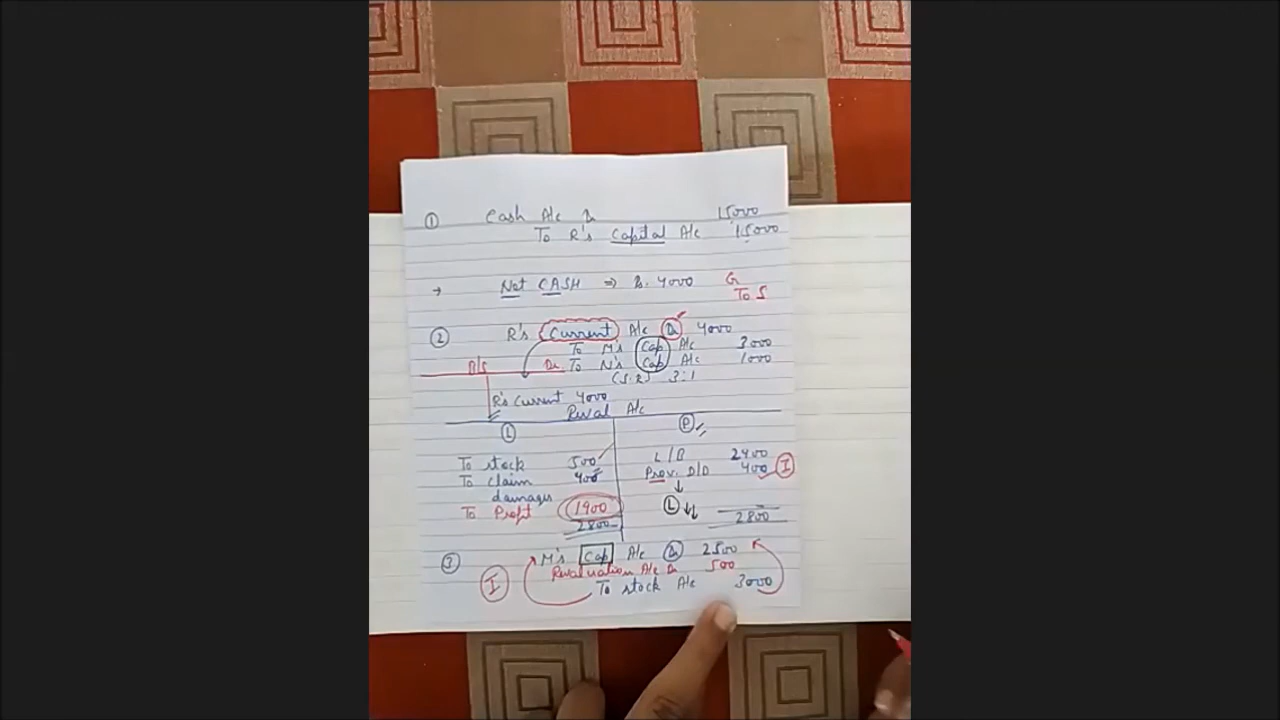 ① Cash A/c Dr 15000
To R's Capital A/c 15000
→ Net CASH ⇒ Rs. 4000 G
To S
② R's Current A/c Dr 4000
To M's Cap A/c 3000
B/S Dr To N's Cap A/c 1000
(S.R) 3:1
R's Current 4000
Reval A/c
L P
To stock 500 L/B 2400
To claim 400 Prov. D/D 400 I
damages L
To Profit 1900
2800 2800
③ M's Cap A/c Dr 2500
Revaluation A/c Dr 500
I To stock A/c 3000